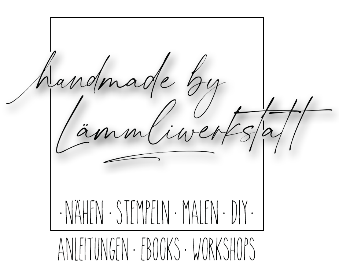 handmade by
Lämmliwerkstatt
· NÄHEN · STEMPELN · MALEN · DIY ·
ANLEITUNGEN · EBOOKS · WORKSHOPS